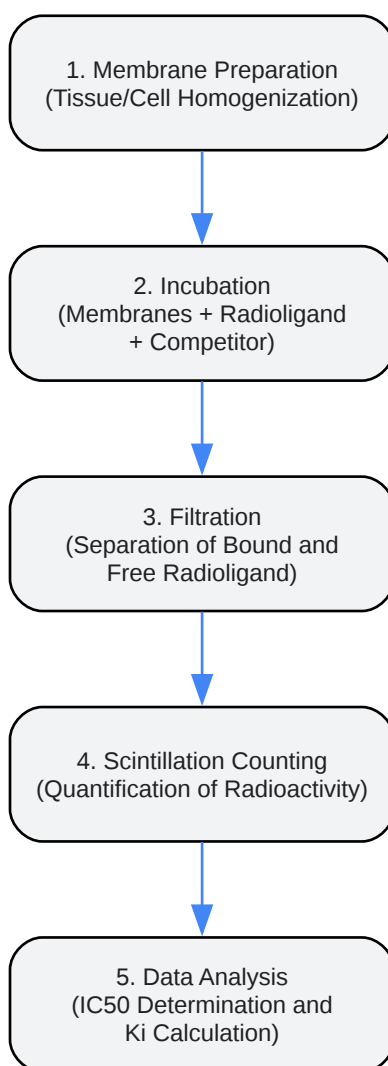 1. Membrane Preparation
(Tissue/Cell Homogenization)
2. Incubation
(Membranes + Radioligand
+ Competitor)
3. Filtration
(Separation of Bound and
Free Radioligand)
4. Scintillation Counting
(Quantification of Radioactivity)
5. Data Analysis
(IC50 Determination and
Ki Calculation)